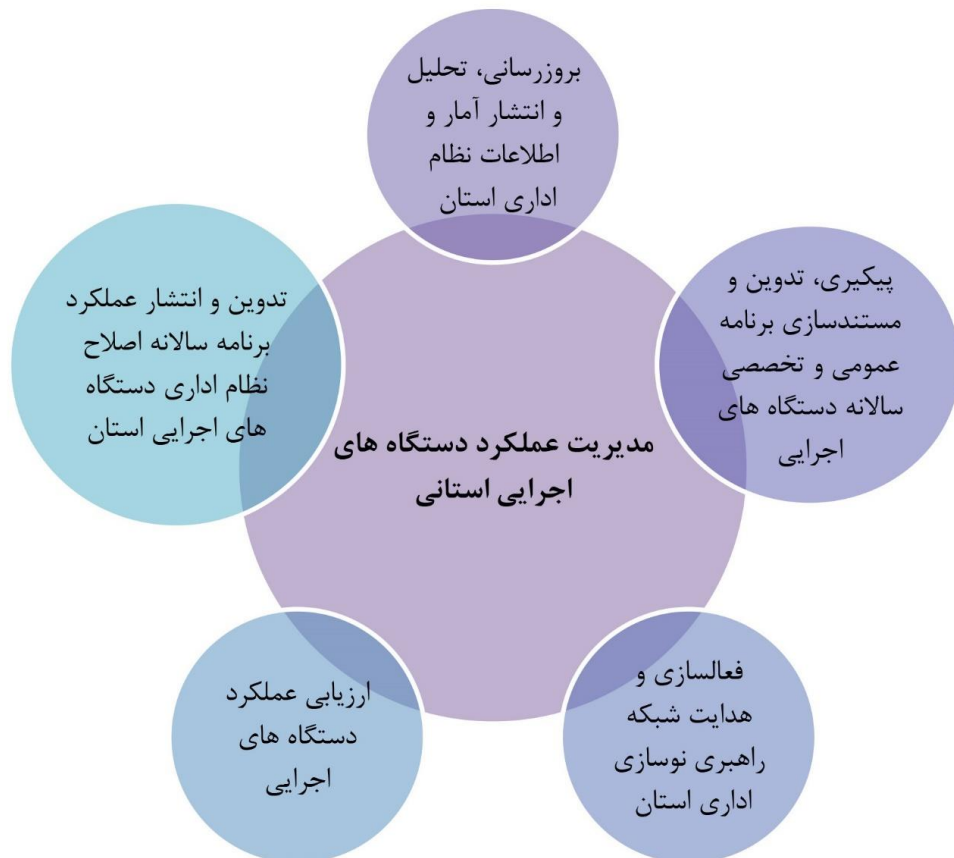 بروزرسانی، تحلیل
و انتشار آمار و
اطلاعات نظام
اداری استان
پیکیری، تدوین و
مستندسازی برنامه
عمومی و تخصصی
سالانه دستگاه های
اجرایی
تدوین و انتشار عملکرد
برنامه سالانه اصلاح
نظام اداری دستگاه
های اجرایی استان
مدیریت عملکرد دستگاه های
اجرایی استانی
فعالسازی و
هدایت شبکه
راهبری نوسازی
اداری استان
ارزیابی عملکرد
دستگاه های
اجرایی